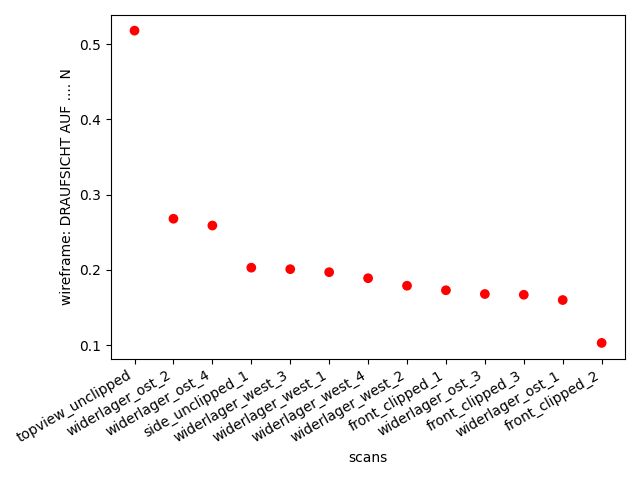 wireframe: DRAUFSICHT AUF .... N
0.5
0.4
0.3
0.2
0.1
topview_unclipped
widerlager_ost_2
widerlager_ost_4
side_unclipped_1
widerlager_west_3
widerlager_west_1
widerlager_west_4
widerlager_west_2
front_clipped_1
widerlager_ost_3
front_clipped_3
widerlager_ost_1
front_clipped_2
scans